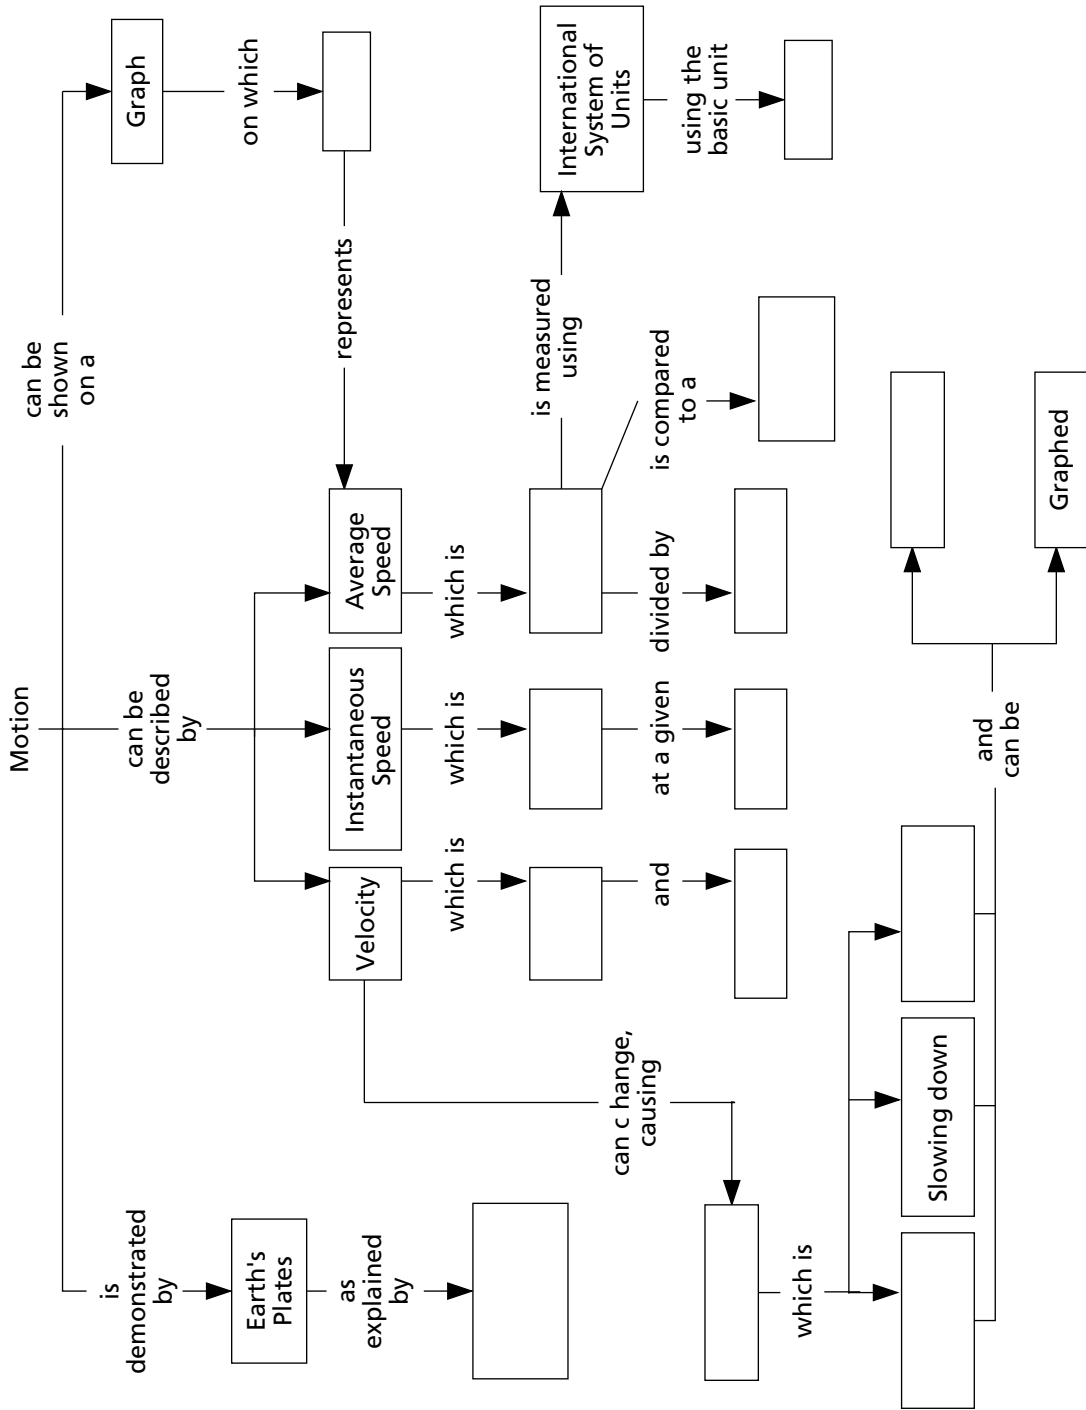 Motion
is
demonstrated
by
can be
described
by
can be
shown
on a
Earth's
Plates
as
explained
by
Graph
on which
represents
Velocity
Instantaneous
Speed
Average
Speed
which is
which is
which is
and
at a given
divided by
is measured
using
is compared
to a
International
System of
Units
using the
basic unit
can c hange,
causing
which is
Slowing down
and
can be
Graphed